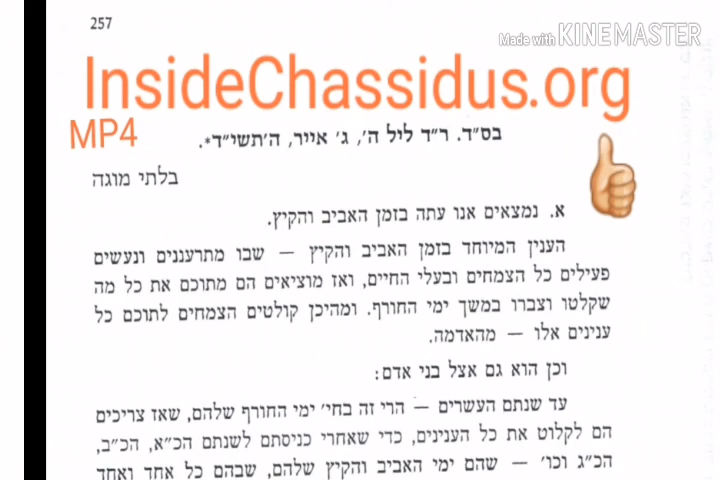 257
Made with KINEMASTER
InsideChassidus.org
MP4
בס״ד. ר״ד ליל ה׳, ג׳ אייר, ה׳תשי״ד*.
בלתי מוגה
א. נמצאים אנו עתה בזמן האביב והקיץ.
הענין המיוחד בזמן האביב והקיץ — שבו מתרעננים ונעשים
פעילים כל הצמחים ובעלי החיים, ואז מוציאים הם מתוכם את כל מה
שקלטו וצברו במשך ימי החורף. ומהיכן קולטים הצמחים לתוכם כל
ענינים אלו — מהאדמה.
וכן הוא גם אצל בני אדם:
עד שנתם העשרים — הרי זה בחי׳ ימי החורף שלהם, שאז צריכים
הם לקלוט את כל הענינים, כדי שאחרי כניסתם לשנתם הכ״א, הכ״ב,
הכ״ג וכו׳ — שהם ימי האביב והקיץ שלהם, שבהם כל אחד ואחד